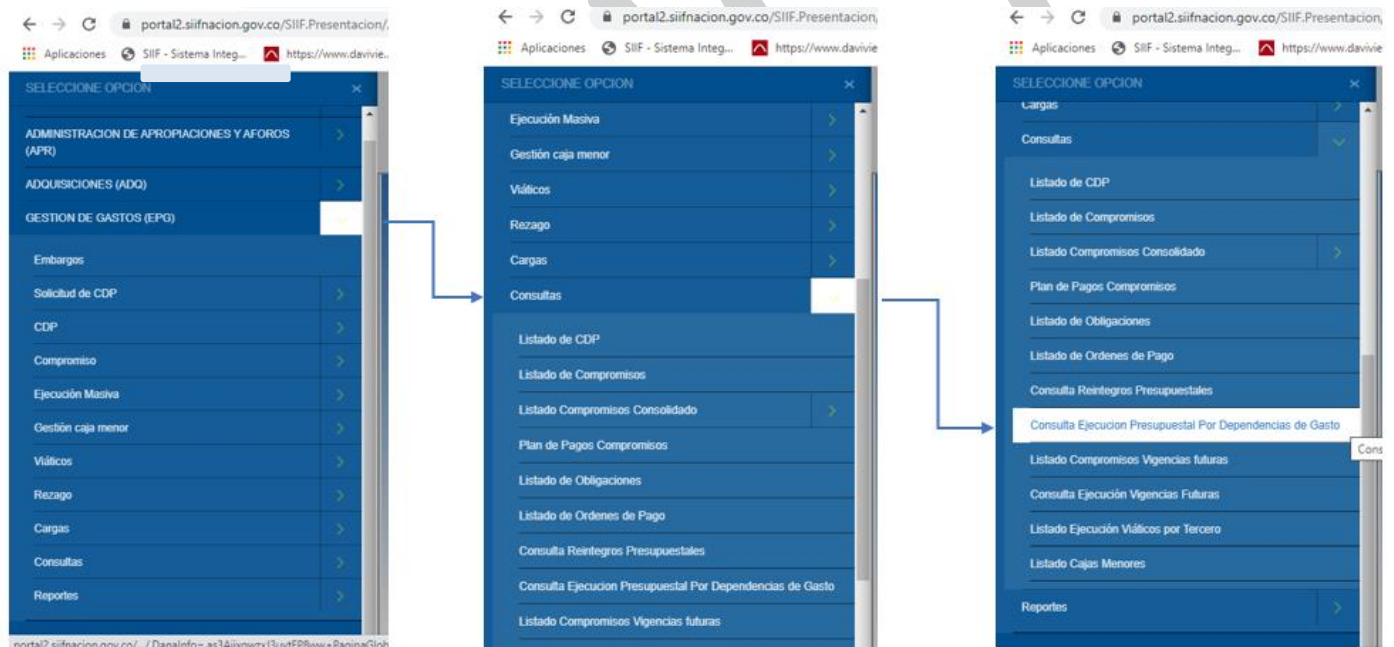 portal2.siifnacion.gov.co/SIIF.Presentacion/
Aplicaciones SIIF - Sistema Integ... https://www.davivie...
SELECCIONE OPCION
ADMINISTRACION DE APROPIACIONES Y AFOROS
(APR)
ADQUISICIONES (ADQ)
GESTION DE GASTOS (EPG)
Embargos
Solicitud de CDP
CDP
Compromiso
Ejecución Masiva
Gestión caja menor
Viáticos
Rezago
Cargas
Consultas
Reportes
portal2.siifnacion.gov.co/
portal2.siifnacion.gov.co/SIIF.Presentacion,
Aplicaciones SIIF - Sistema Integ... https://www.davivie
SELECCIONE OPCION
Ejecución Masiva
Gestión caja menor
Viáticos
Rezago
Cargas
Consultas
Listado de CDP
Listado de Compromisos
Listado Compromisos Consolidado
Plan de Pagos Compromisos
Listado de Obligaciones
Listado de Ordenes de Pago
Consulta Reintegros Presupuestales
Consulta Ejecucion Presupuestal Por Dependencias de Gasto
Listado Compromisos Vigencias futuras
portal2.siifnacion.gov.co/SIIF.Presentacion,
Aplicaciones SIIF - Sistema Integ... https://www.davivie
SELECCIONE OPCION
Cargas
Consultas
Listado de CDP
Listado de Compromisos
Listado Compromisos Consolidado
Plan de Pagos Compromisos
Listado de Obligaciones
Listado de Ordenes de Pago
Consulta Reintegros Presupuestales
Consulta Ejecucion Presupuestal Por Dependencias de Gasto
Cons
Listado Compromisos Vigencias futuras
Consulta Ejecución Vigencias Futuras
Listado Ejecución Viáticos por Tercero
Listado Cajas Menores
Reportes